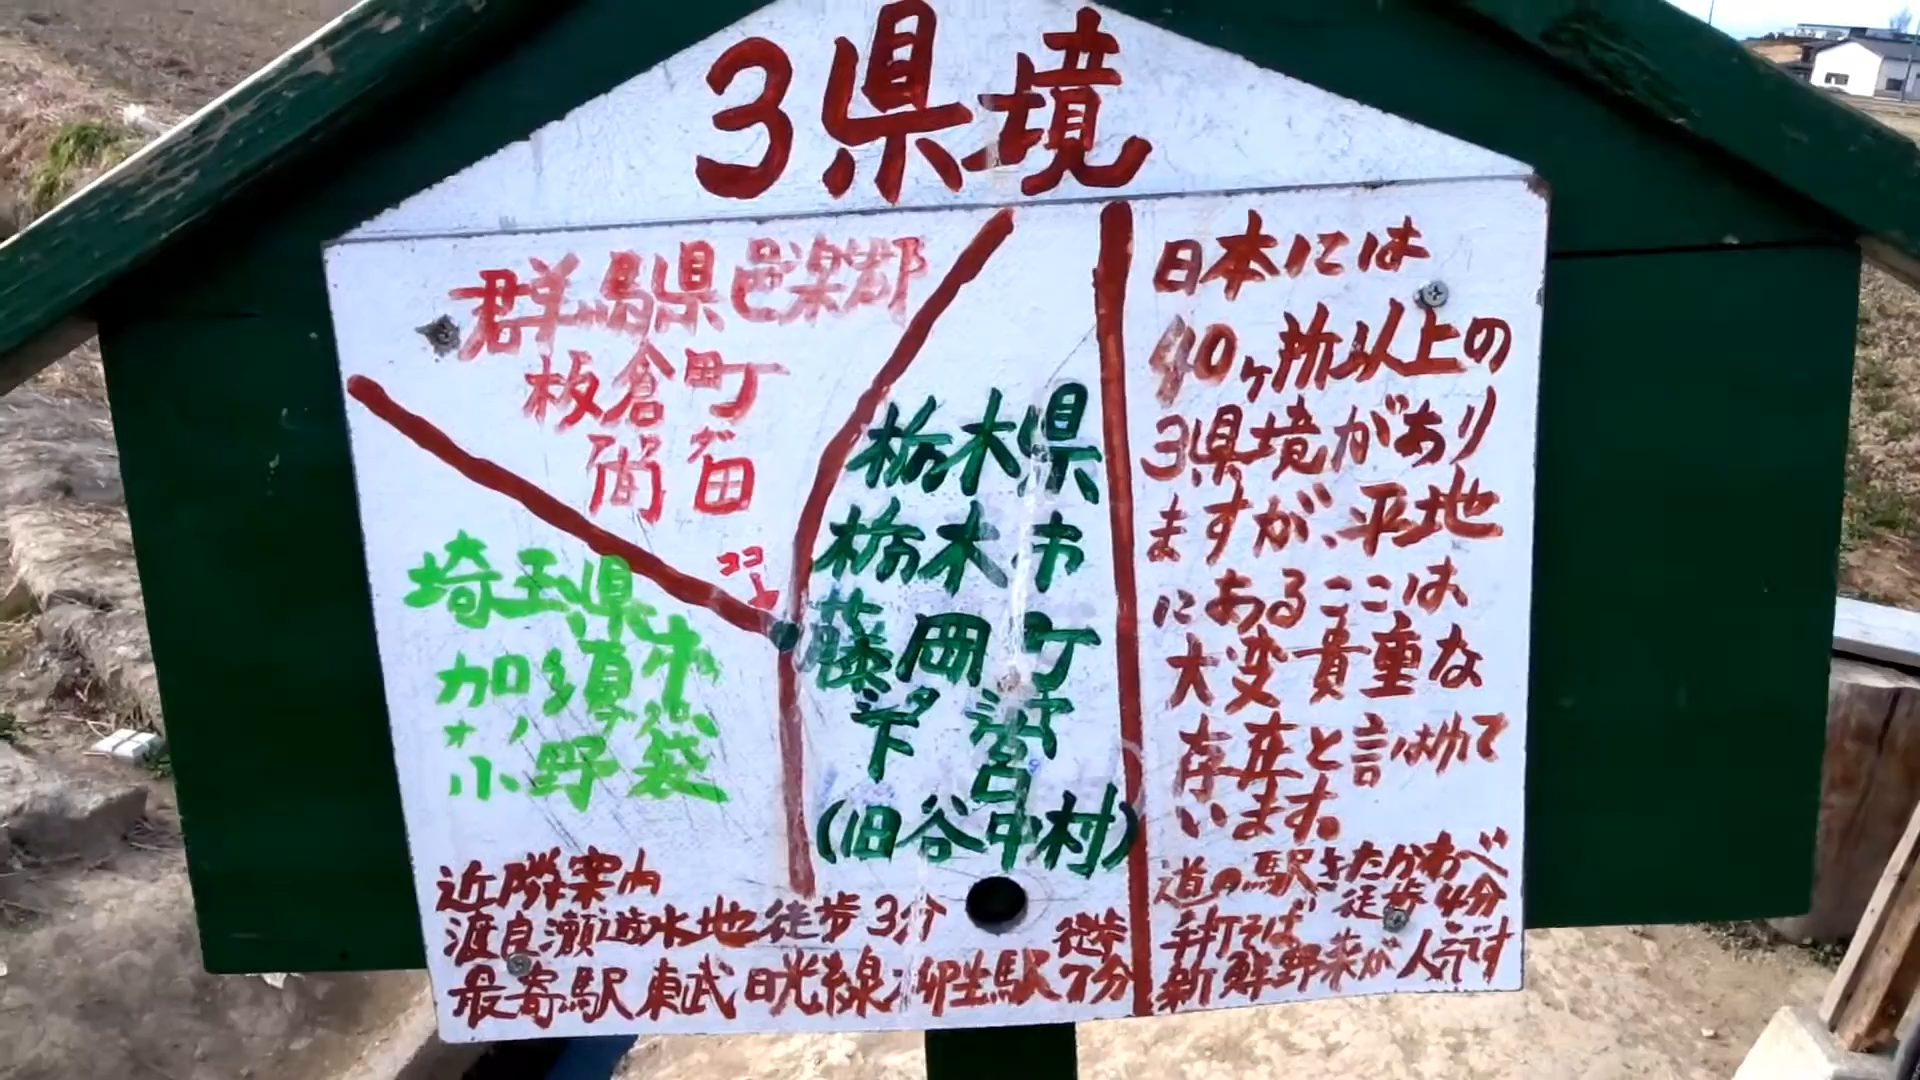 3県境
群馬県邑楽郡
板倉町
海老瀬
栃木県
栃木市
藤岡町
下宮
(旧谷中村)
埼玉県
加須市
小野袋
ココ
日本には
40ヶ所以上の
3県境があり
ますが、平地
にあるここは
大変貴重な
存在と言われて
います。
近隣案内
渡良瀬遊水地 徒歩3分
最寄駅 東武日光線 柳生駅 徒歩7分
道の駅きたかわべ
徒歩4分
手打そば
新鮮野菜が人気です